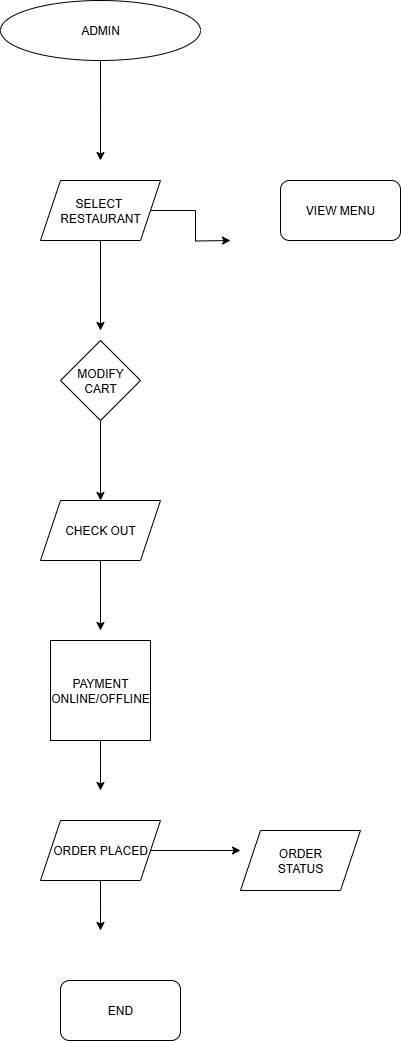 ADMIN
SELECT
RESTAURANT
VIEW MENU
MODIFY
CART
CHECK OUT
PAYMENT
ONLINE/OFFLINE
ORDER PLACED
ORDER
STATUS
END